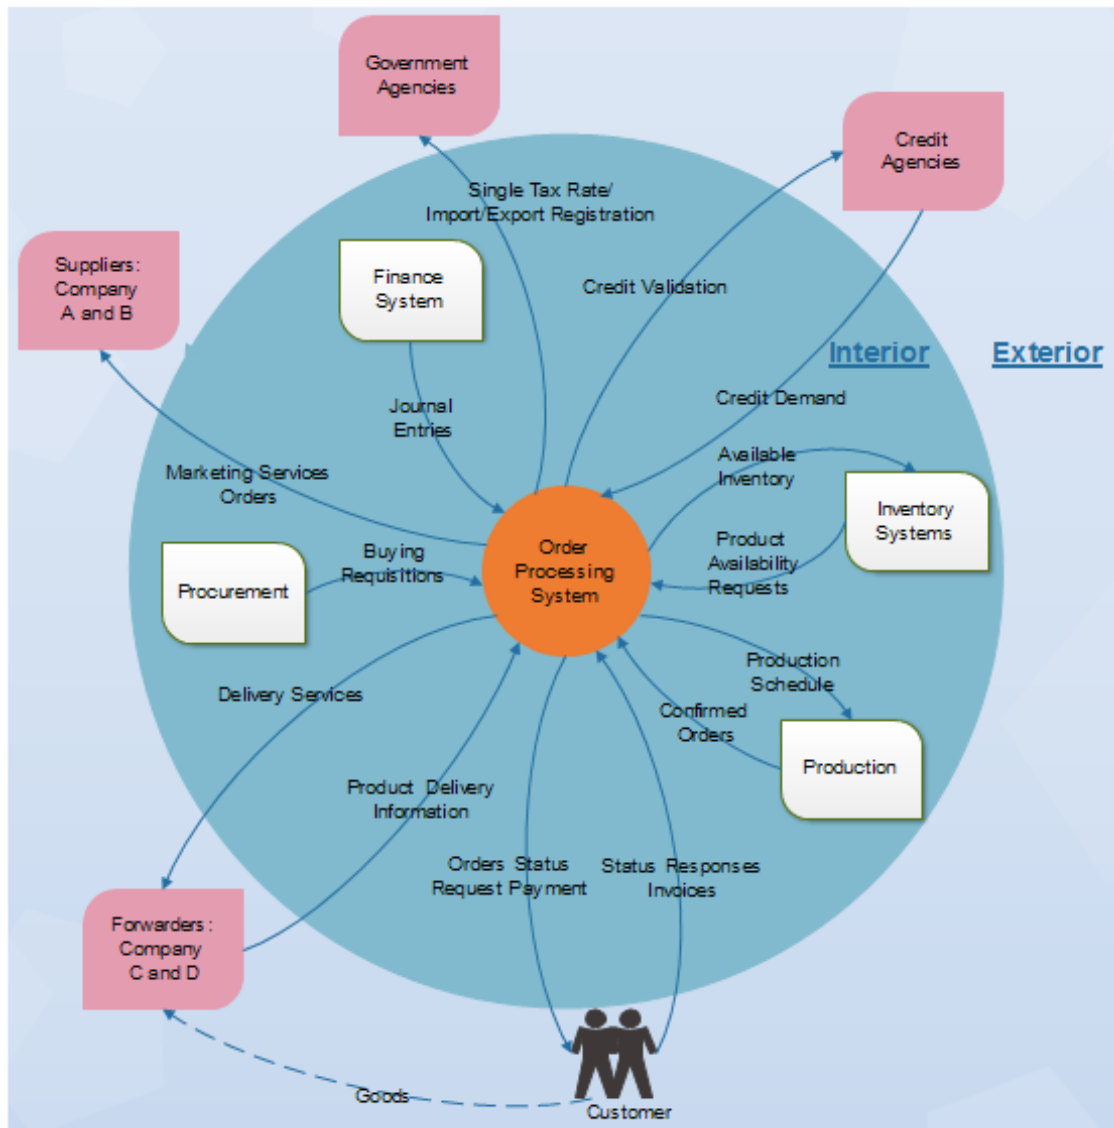 Government
Agencies
Credit
Agencies
Single Tax Rate/
Import/Export Registration
Suppliers:
Company
A and B
Finance
System
Credit Validation
Interior
Exterior
Journal
Entries
Credit Demand
Marketing Services
Orders
Available
Inventory
Inventory
Systems
Buying
Requisitions
Order
Processing
System
Product
Availability
Requests
Procurement
Delivery Services
Production
Schedule
Confirmed
Orders
Production
Product Delivery
Information
Orders Status
Request Payment
Status Responses
Invoices
Forwarders:
Company
C and D
Goods
Customer